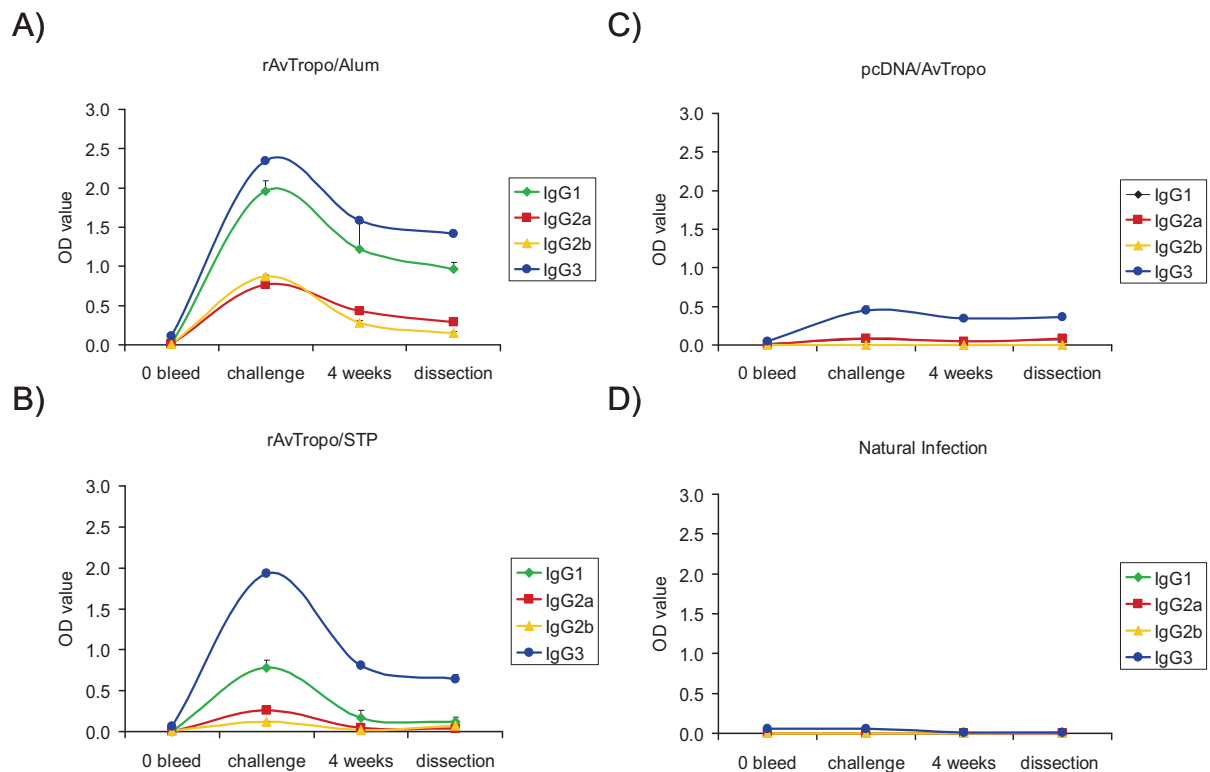 A)
rAvTropo/Alum
3.0
2.5
2.0
1.5
1.0
0.5
0.0
OD value
0 bleed challenge 4 weeks dissection
IgG1
IgG2a
IgG2b
IgG3
B)
rAvTropo/STP
3.0
2.5
2.0
1.5
1.0
0.5
0.0
OD value
0 bleed challenge 4 weeks dissection
IgG1
IgG2a
IgG2b
IgG3
C)
pcDNA/AvTropo
3.0
2.5
2.0
1.5
1.0
0.5
0.0
OD value
0 bleed challenge 4 weeks dissection
IgG1
IgG2a
IgG2b
IgG3
D)
Natural Infection
3.0
2.5
2.0
1.5
1.0
0.5
0.0
OD value
0 bleed challenge 4 weeks dissection
IgG1
IgG2a
IgG2b
IgG3